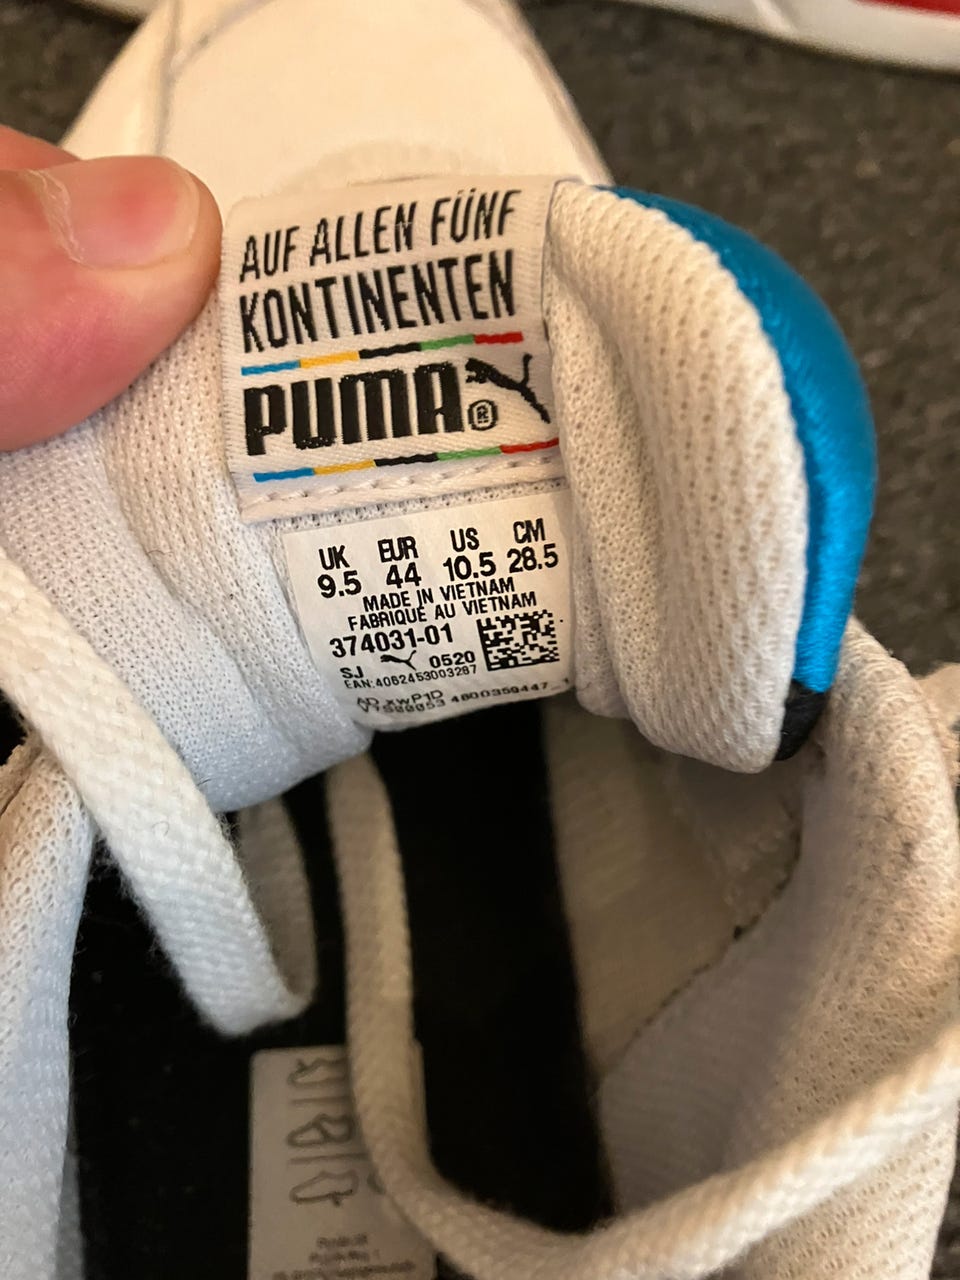 AUF ALLEN FÜNF
KONTINENTEN
PUMA ®
UK EUR US CM
9.5 44 10.5 28.5
MADE IN VIETNAM
FABRIQUÉ AU VIETNAM
374031-01
SJ 0520
EAN:4062453003287